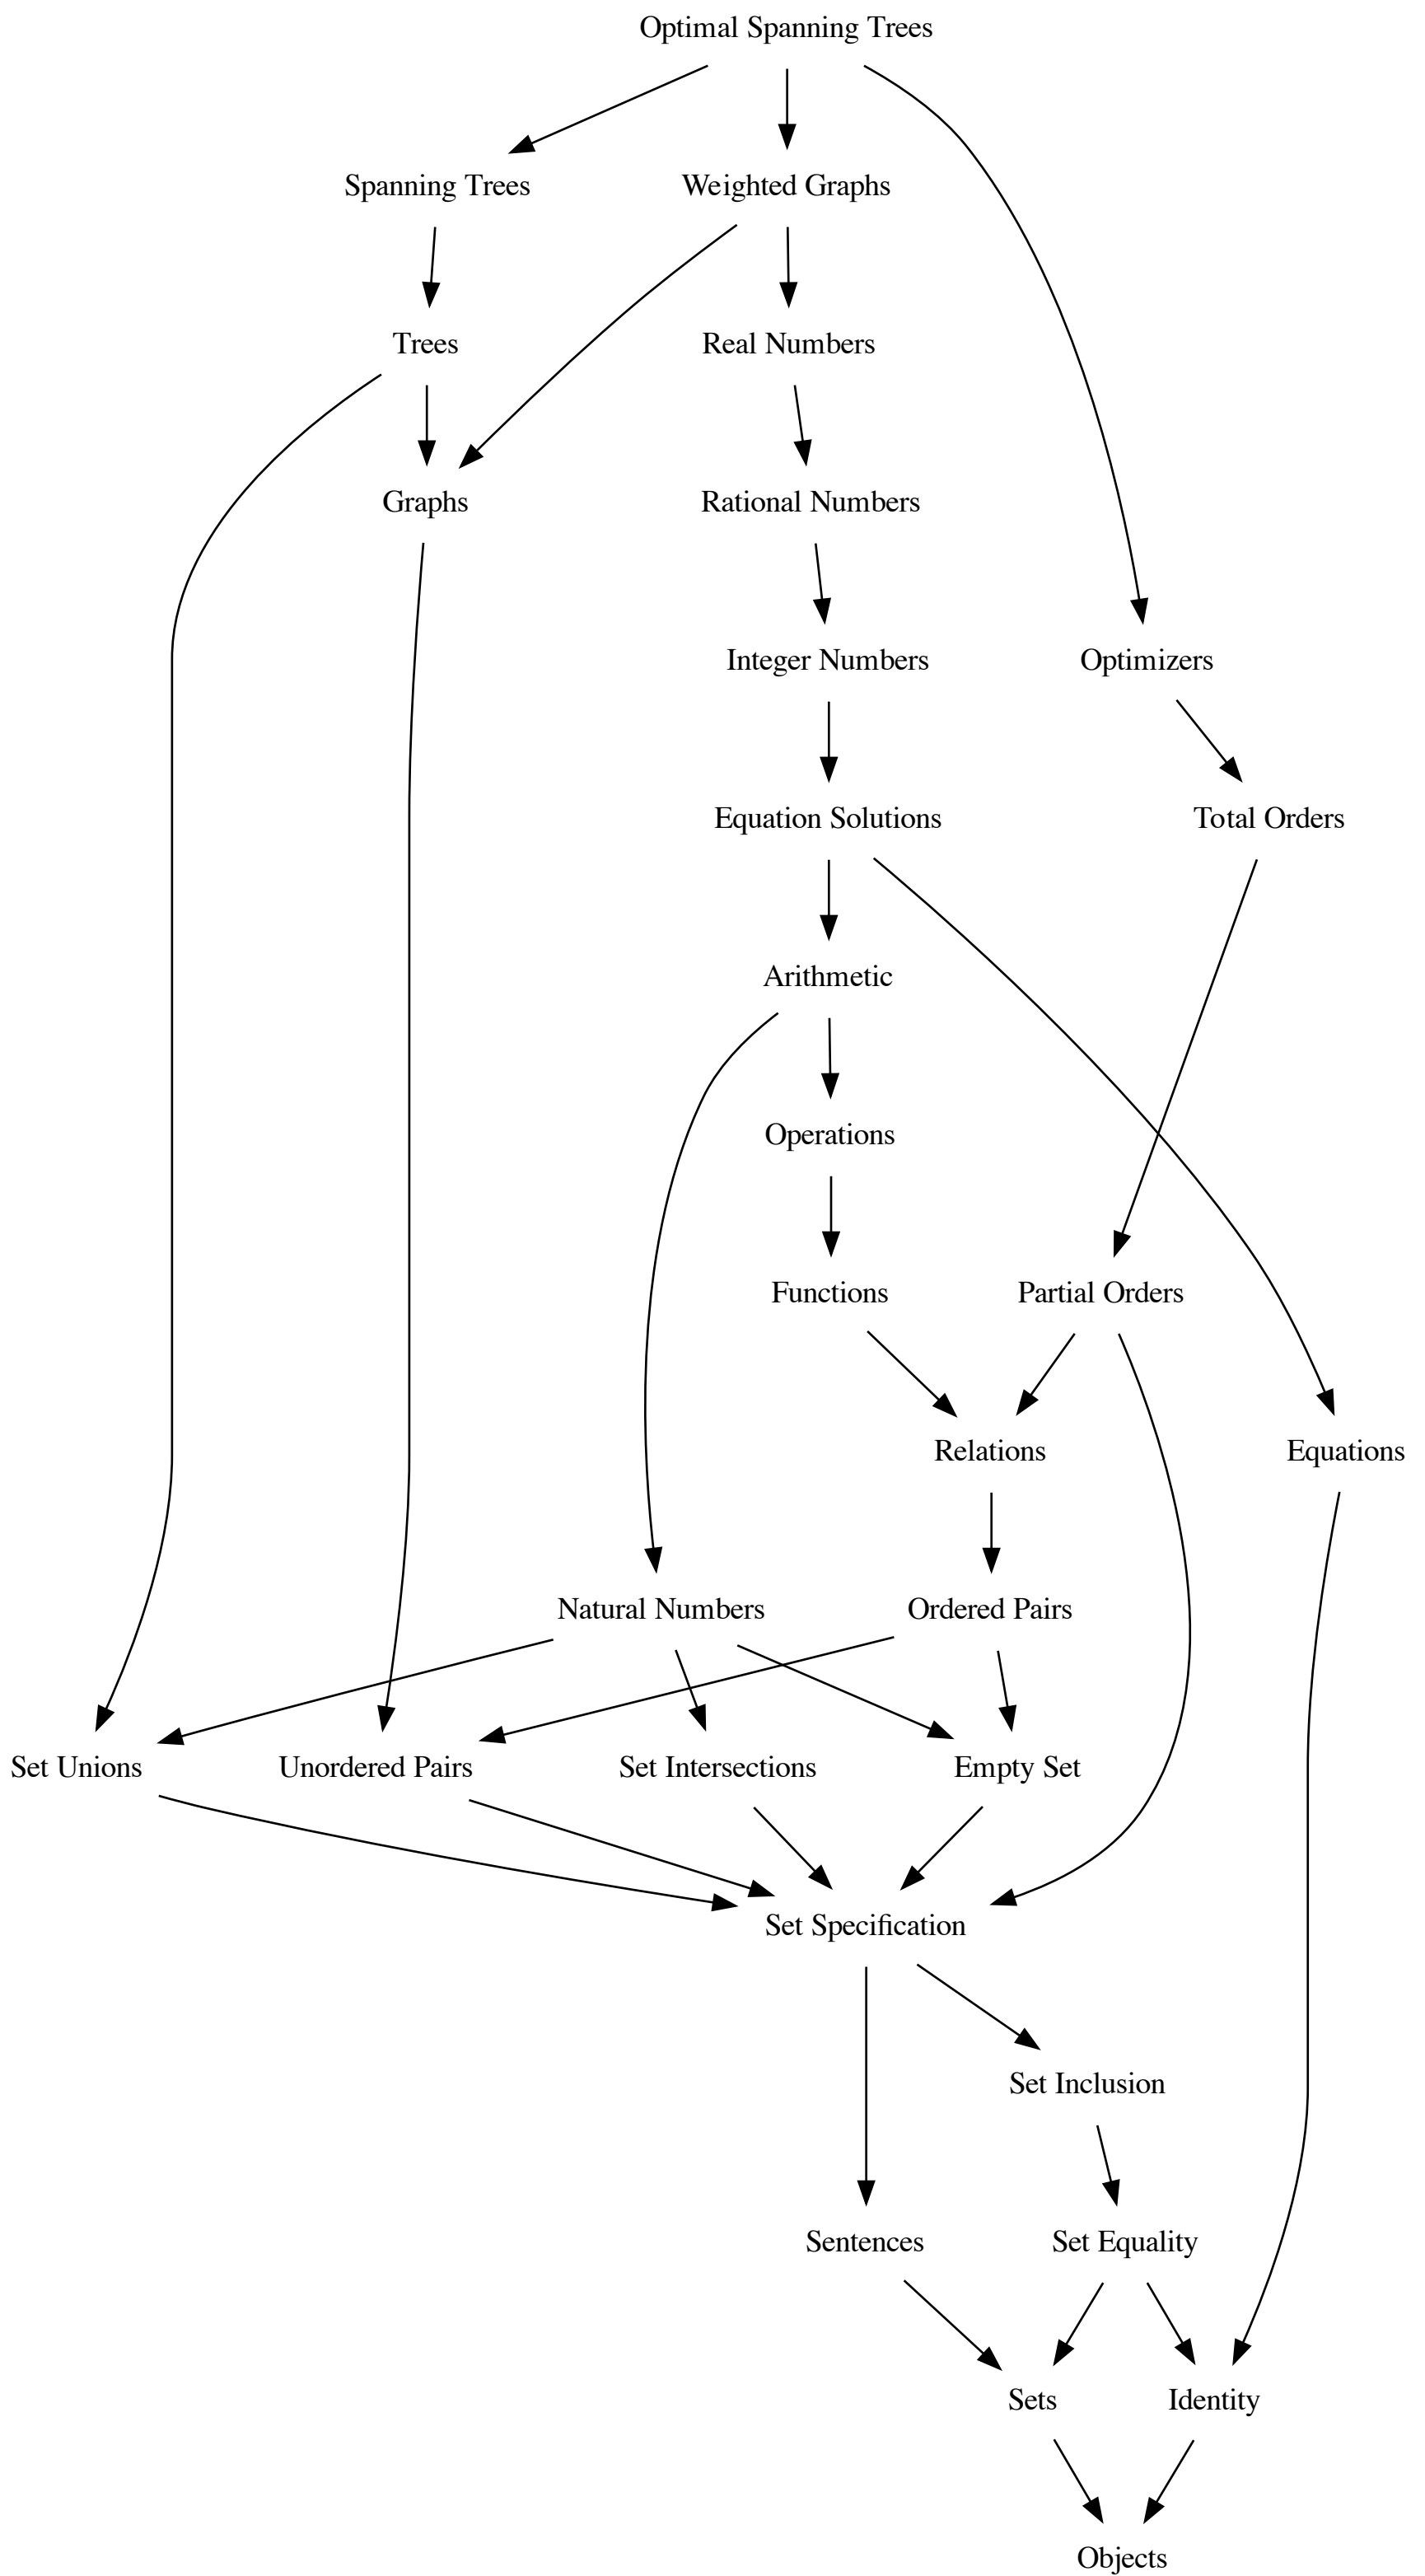 Optimal Spanning Trees
Spanning Trees
Weighted Graphs
Trees
Real Numbers
Graphs
Rational Numbers
Integer Numbers
Optimizers
Equation Solutions
Total Orders
Arithmetic
Operations
Functions
Partial Orders
Relations
Equations
Natural Numbers
Ordered Pairs
Set Unions
Unordered Pairs
Set Intersections
Empty Set
Set Specification
Set Inclusion
Sentences
Set Equality
Sets
Identity
Objects